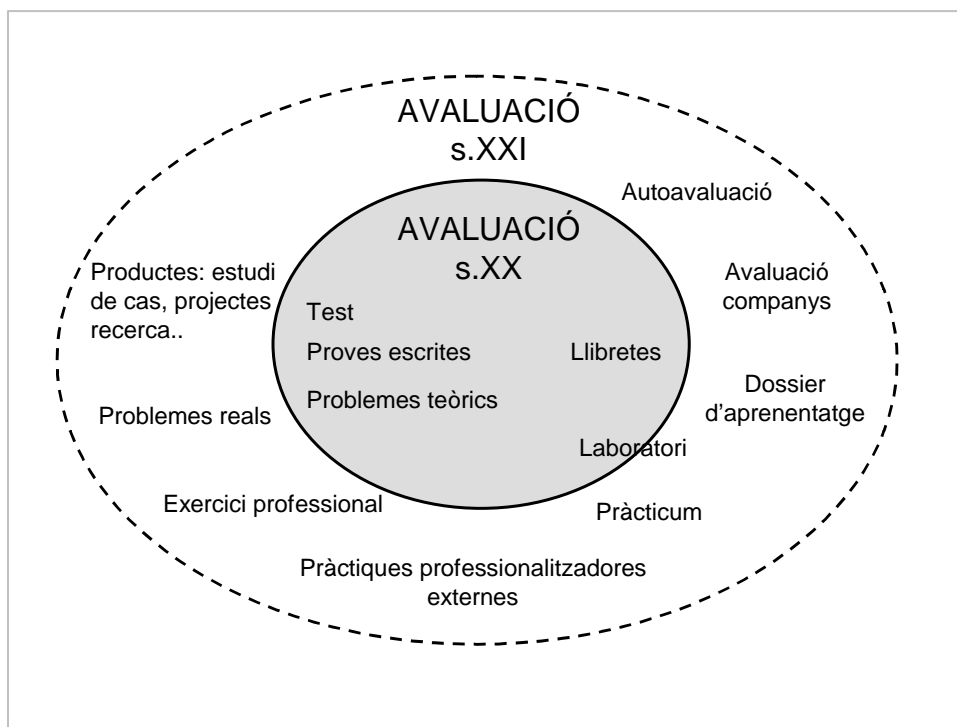 AVALUACIÓ
s.XXI
Autoavaluació
AVALUACIÓ
s.XX
Productes: estudi
de cas, projectes
recerca..
Avaluació
companys
Test
Proves escrites
Llibretes
Problemes teòrics
Dossier
d’aprenentatge
Problemes reals
Laboratori
Exercici professional
Pràcticum
Pràctiques professionalitzadores
externes